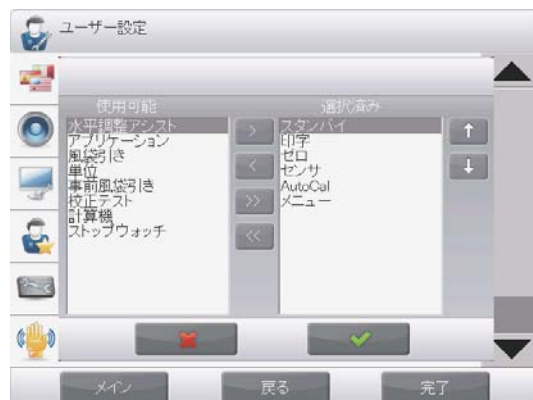 ユーザー設定
使用可能
選択済み
水平調整アシスト
アプリケーション
風袋引き
単位
事前風袋引き
校正テスト
計算機
ストップウォッチ
>
<
>>
<<
スタンバイ
印字
ゼロ
センサ
AutoCal
メニュー
メイン
戻る
完了